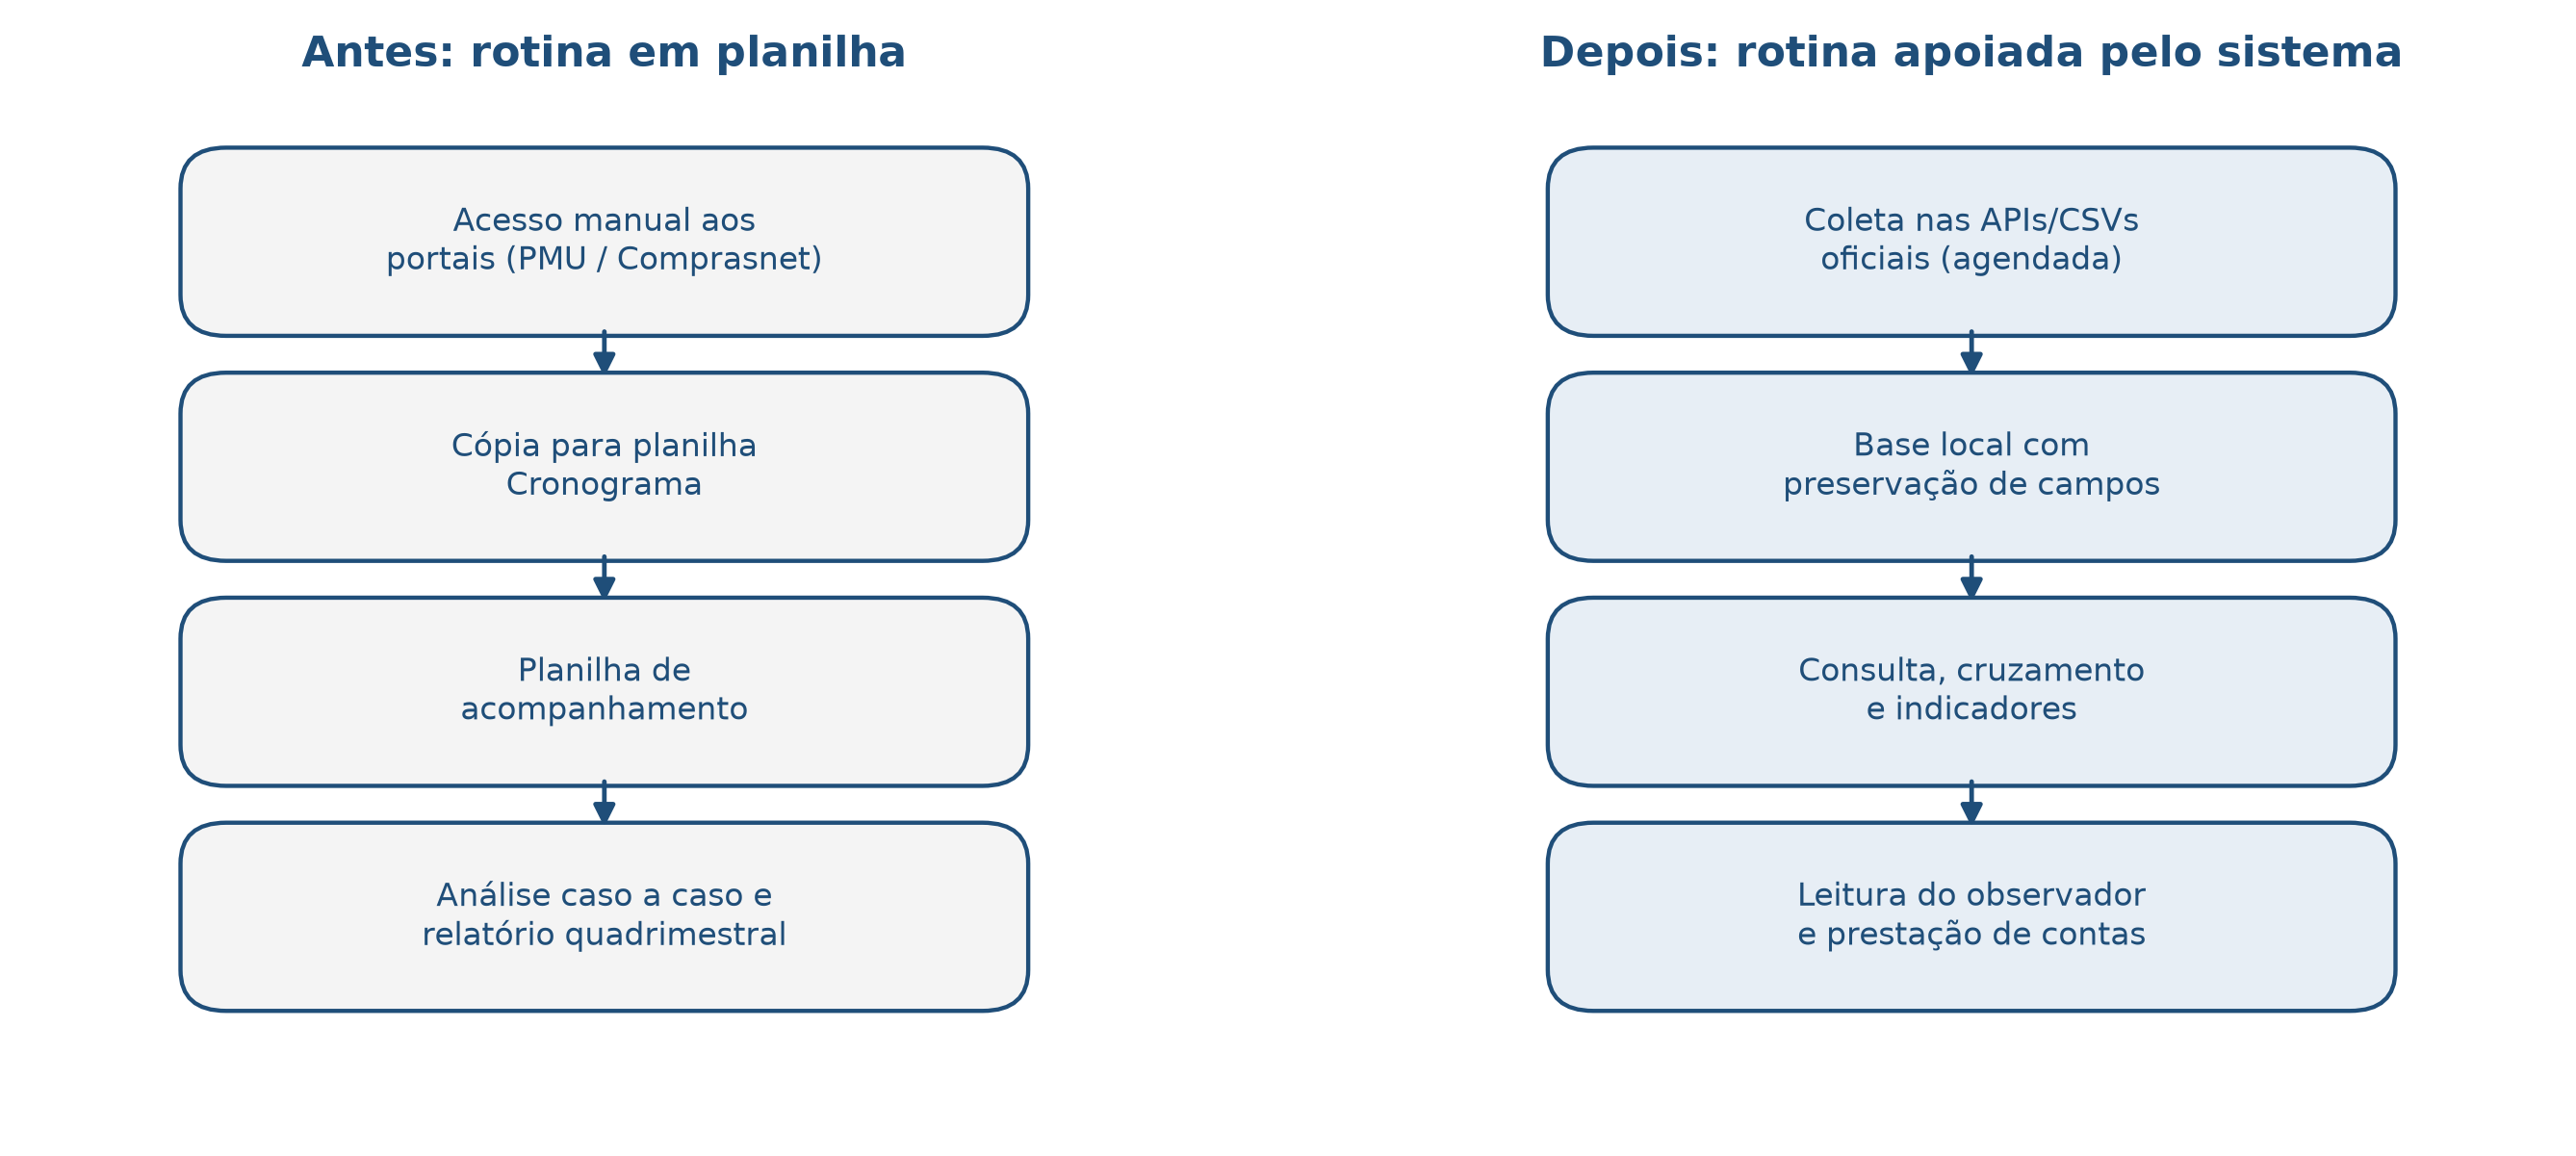 Antes: rotina em planilha
Acesso manual aos
portais (PMU / Comprasnet)
Cópia para planilha
Cronograma
Planilha de
acompanhamento
Análise caso a caso e
relatório quadrimestral
Depois: rotina apoiada pelo sistema
Coleta nas APIs/CSVs
oficiais (agendada)
Base local com
preservação de campos
Consulta, cruzamento
e indicadores
Leitura do observador
e prestação de contas